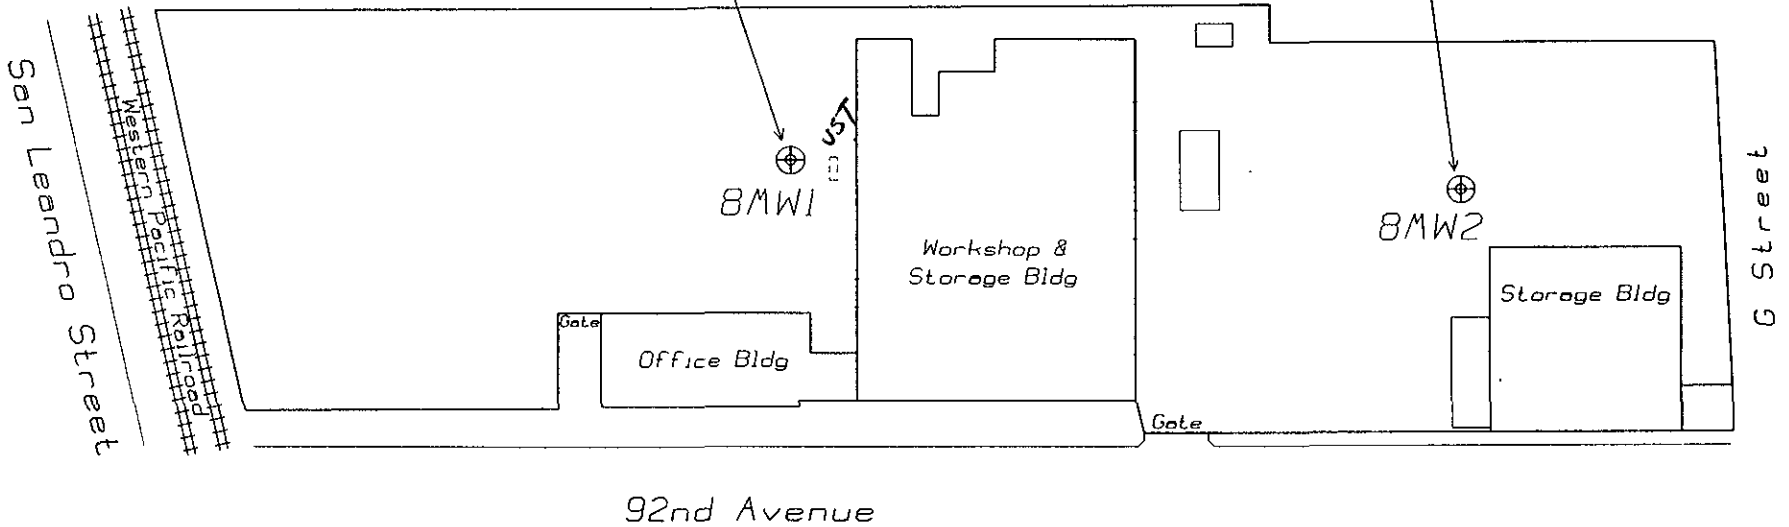 San Leandro Street
Western Pacific Railroad
UST
8MW1
Workshop &
Storage Bldg
Gate
Office Bldg
8MW2
Storage Bldg
Gate
G Street
92nd Avenue